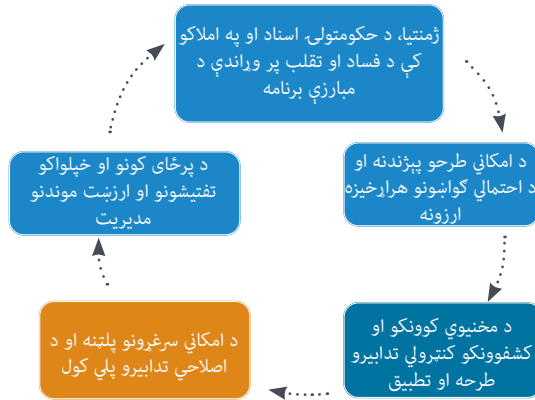 ژمنتیا، د حکومتولۍ اسناد او په املاکو
کې د فساد او تقلب پر وړاندې د
مبارزې برنامه
د امکاني طرحو پېژندنه او
د احتمالي ګواښونو هراړخیزه
ارزونه
د مخنیوي کوونکو او
کشفوونکو کنټرولي تدابیرو
طرحه او تطبیق
د امکاني سرغړونو پلټنه او د
اصلاحي تدابیرو پلي کول
د پرځای کونو او خپلواکو
تفتیشونو او ارزښت موندنو
مدیریت